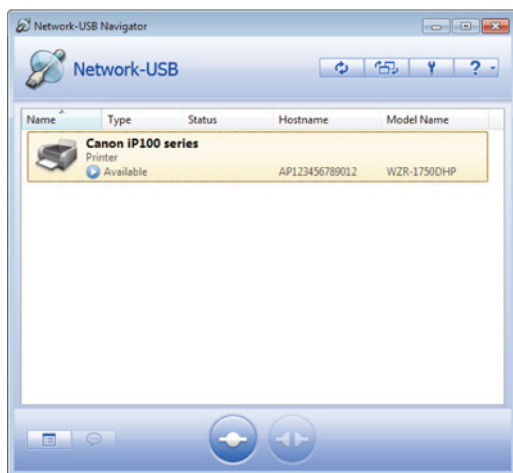 Network-USB Navigator
Network-USB
?
Name Type Status Hostname Model Name
Canon iP100 series
Printer
Available AP123456789012 WZR-1750DHP